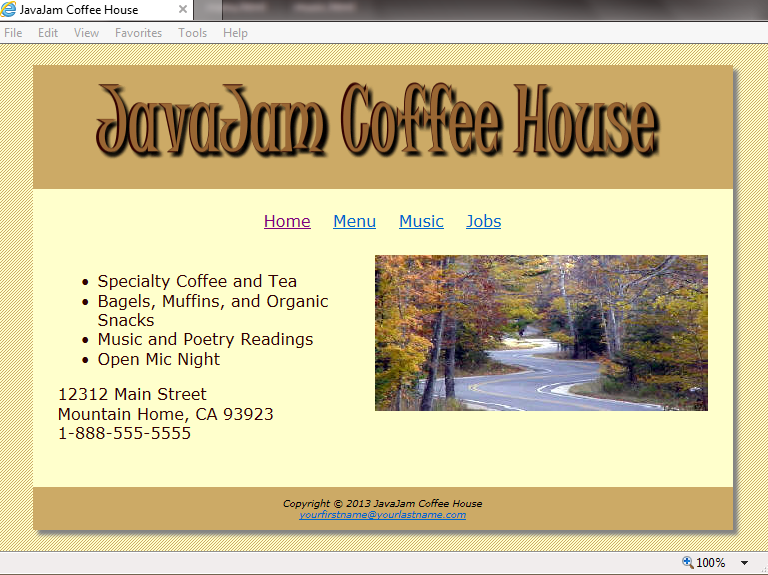 JavaJam Coffee House
File Edit View Favorites Tools Help
JavaJam Coffee House
Home Menu Music Jobs
• Specialty Coffee and Tea
• Bagels, Muffins, and Organic
Snacks
• Music and Poetry Readings
• Open Mic Night
12312 Main Street
Mountain Home, CA 93923
1-888-555-5555
Copyright © 2013 JavaJam Coffee House
yourfirstname@yourlastname.com
100%